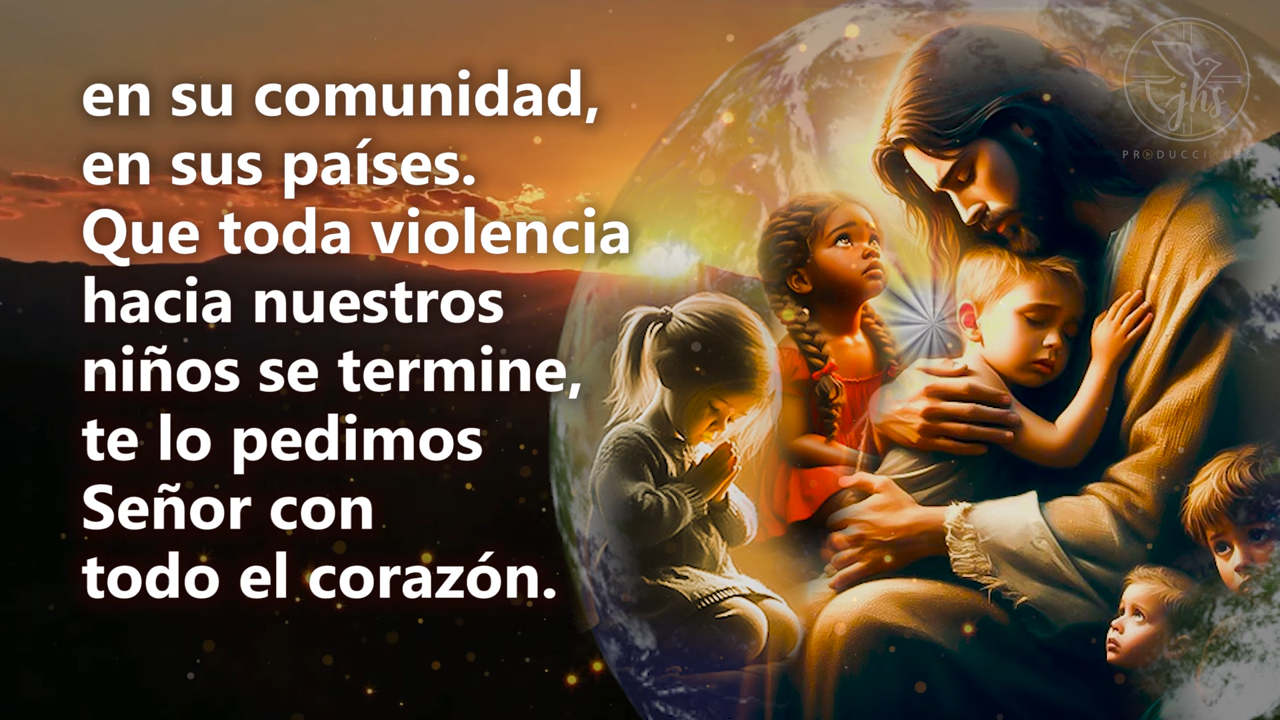 en su comunidad,
en sus países.
Que toda violencia
hacia nuestros
niños se termine,
te lo pedimos
Señor con
todo el corazón.
jhs